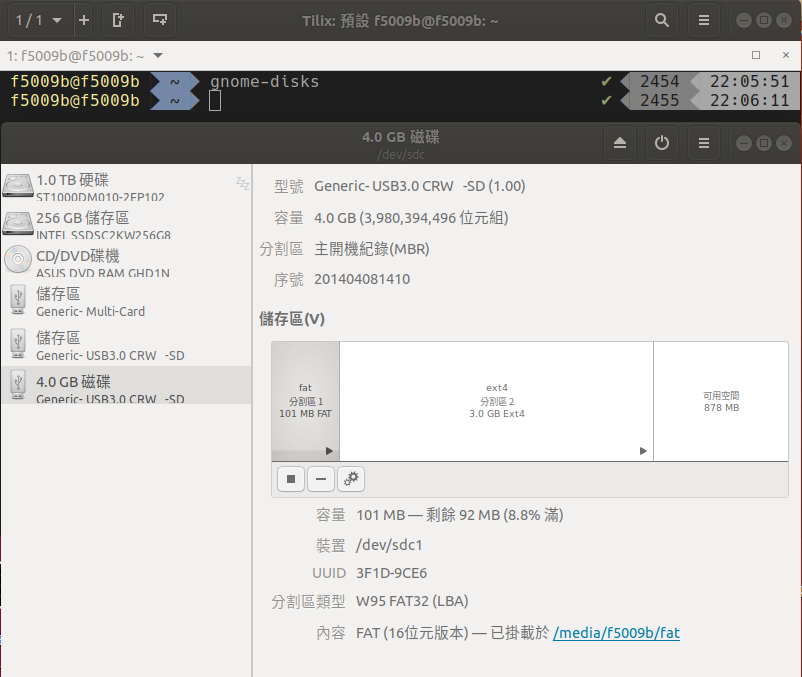 1 / 1
Tilix: 預設 f5009b@f5009b: ~
1: f5009b@f5009b: ~
f5009b@f5009b ~ gnome-disks ✔ 2454 22:05:51
f5009b@f5009b ~ ✔ 2455 22:06:11
4.0 GB 磁碟
/dev/sdc
1.0 TB 硬碟
ST1000DM010-2EP102
256 GB 儲存區
INTEL SSDSC2KW256G8
CD/DVD碟機
ASUS DVD RAM GHD1N
儲存區
Generic- Multi-Card
儲存區
Generic- USB3.0 CRW -SD
4.0 GB 磁碟
Generic- USB3.0 CRW -SD
型號 Generic- USB3.0 CRW -SD (1.00)
容量 4.0 GB (3,980,394,496 位元組)
分割區 主開機紀錄(MBR)
序號 201404081410
儲存區(V)
fat
分割區 1
101 MB FAT
ext4
分割區 2
3.0 GB Ext4
可用空間
878 MB
容量 101 MB — 剩餘 92 MB (8.8% 滿)
裝置 /dev/sdc1
UUID 3F1D-9CE6
分割區類型 W95 FAT32 (LBA)
內容 FAT (16位元版本) — 已掛載於 /media/f5009b/fat